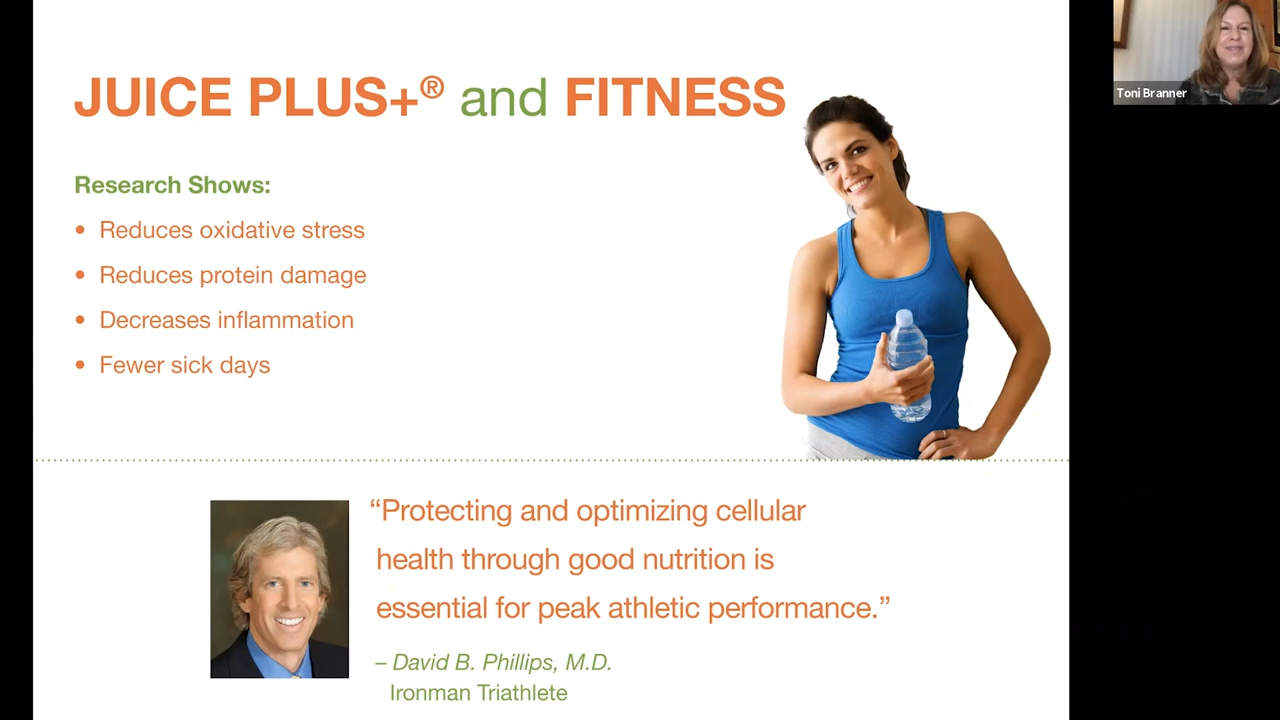 JUICE PLUS+® and FITNESS
Research Shows:
• Reduces oxidative stress
• Reduces protein damage
• Decreases inflammation
• Fewer sick days
“Protecting and optimizing cellular
health through good nutrition is
essential for peak athletic performance.”
– David B. Phillips, M.D.
Ironman Triathlete
Toni Branner